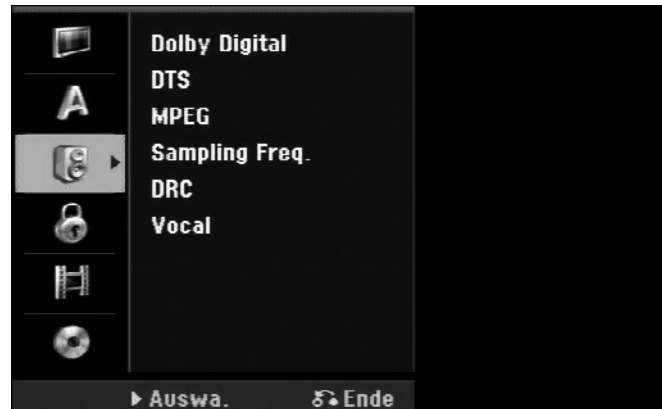 Dolby Digital
DTS
MPEG
Sampling Freq.
DRC
Vocal
Auswa. Ende